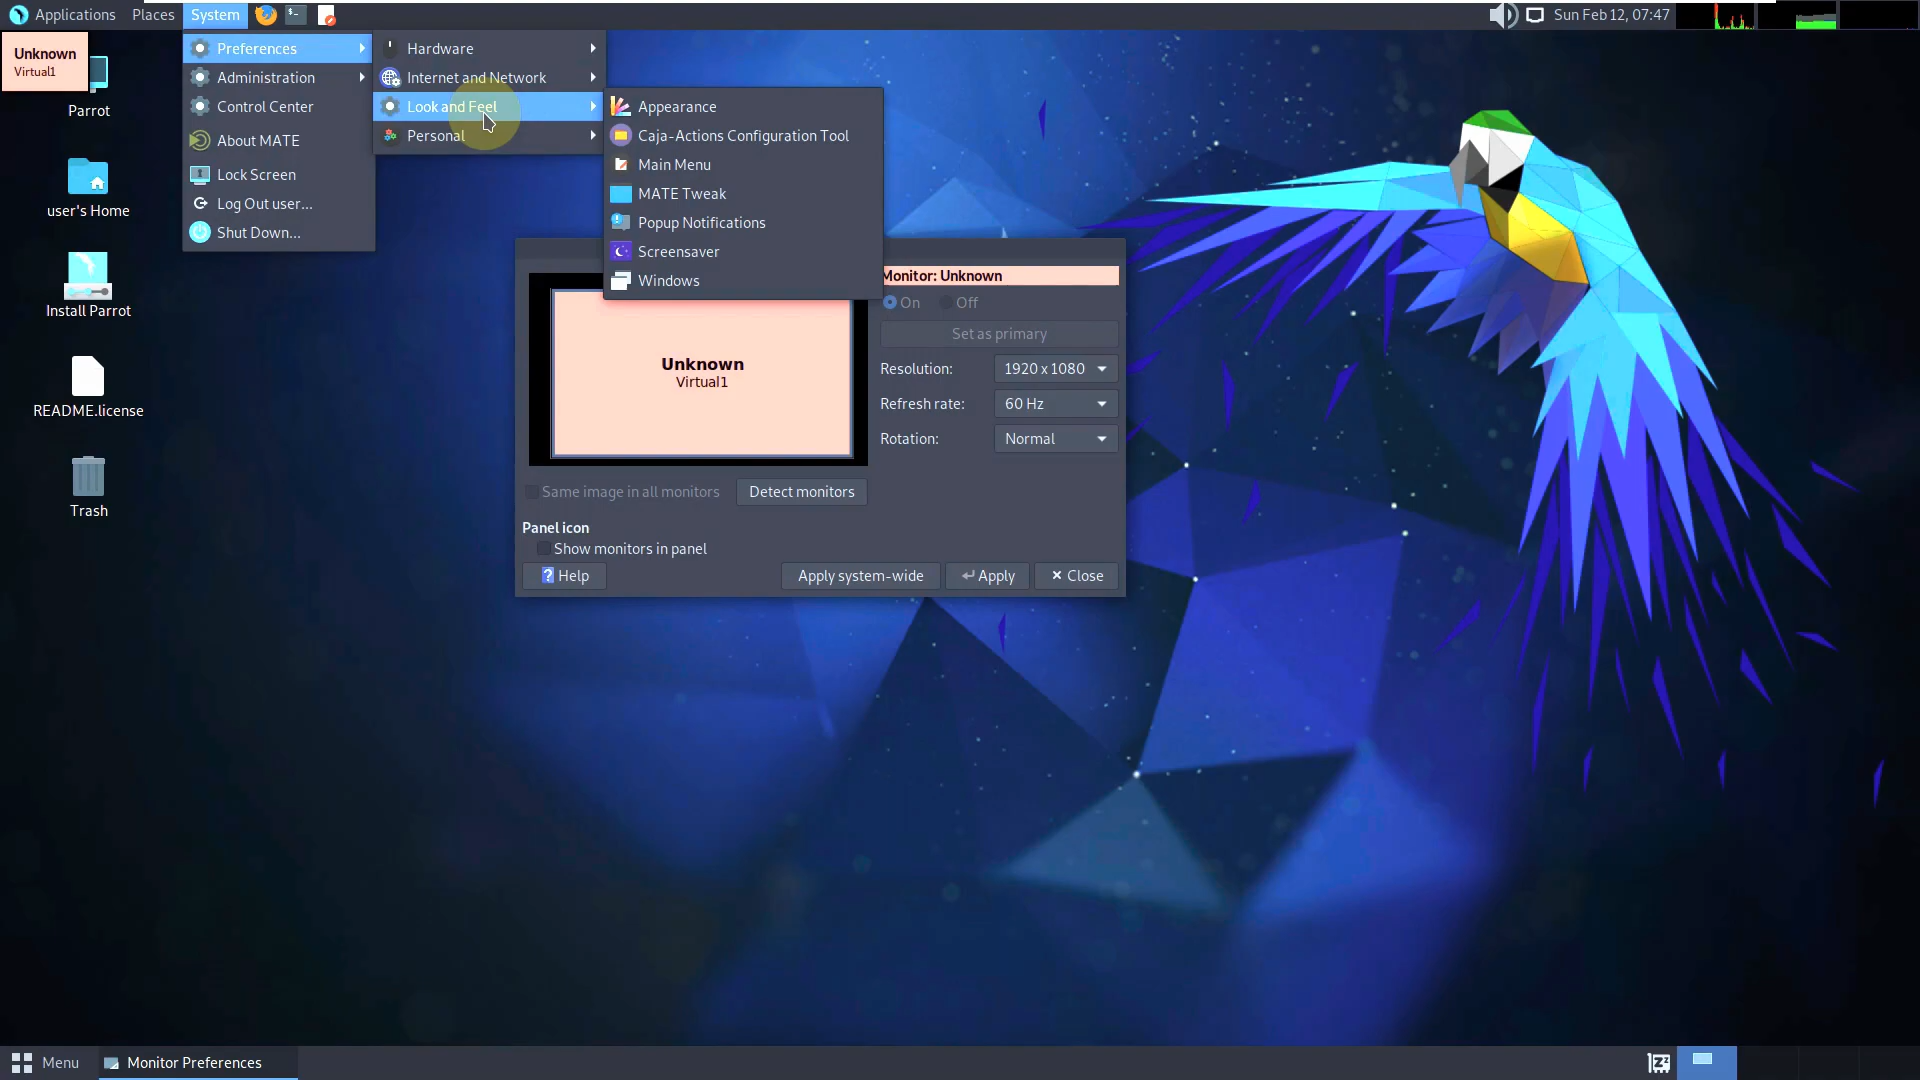 Applications Places System
Sun Feb 12, 07:47
Unknown
Virtual1
Parrot
user's Home
Install Parrot
README.license
Trash
Preferences
Administration
Control Center
About MATE
Lock Screen
Log Out user...
Shut Down...
Hardware
Internet and Network
Look and Feel
Personal
Appearance
Caja-Actions Configuration Tool
Main Menu
MATE Tweak
Popup Notifications
Screensaver
Windows
Unknown
Virtual1
Monitor: Unknown
On Off
Set as primary
Resolution: 1920 x 1080
Refresh rate: 60 Hz
Rotation: Normal
Same image in all monitors Detect monitors
Panel icon
Show monitors in panel
? Help Apply system-wide Apply Close
Menu Monitor Preferences